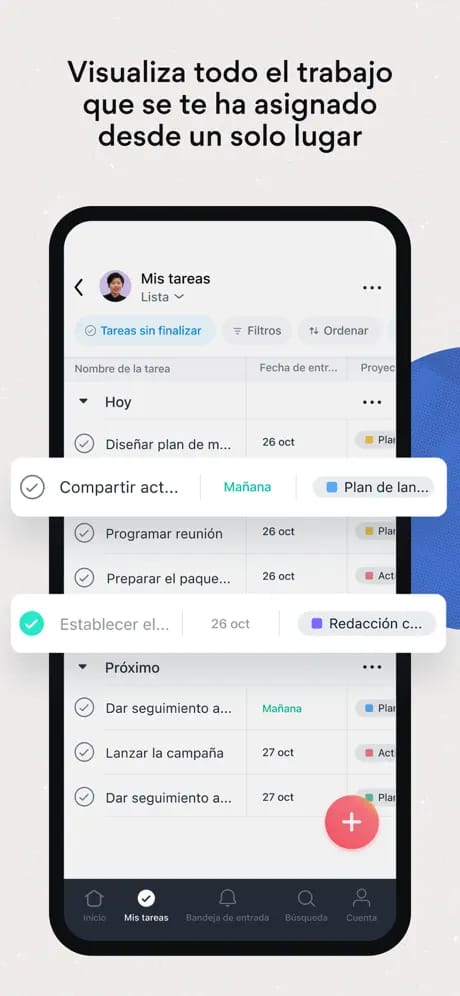 Visualiza todo el trabajo
que se te ha asignado
desde un solo lugar
Mis tareas
Lista
Tareas sin finalizar Filtros Ordenar
Nombre de la tarea Fecha de entr... Proyec
Hoy
Diseñar plan de m... 26 oct Plan
Compartir act... Mañana Plan de lan...
Programar reunión 26 oct Plan
Preparar el paque... 26 oct Acti
Establecer el... 26 oct Redacción c...
Próximo
Dar seguimiento a... Mañana Plan
Lanzar la campaña 27 oct Acti
Dar seguimiento a... 27 oct Plan
Inicio Mis tareas Bandeja de entrada Búsqueda Cuenta